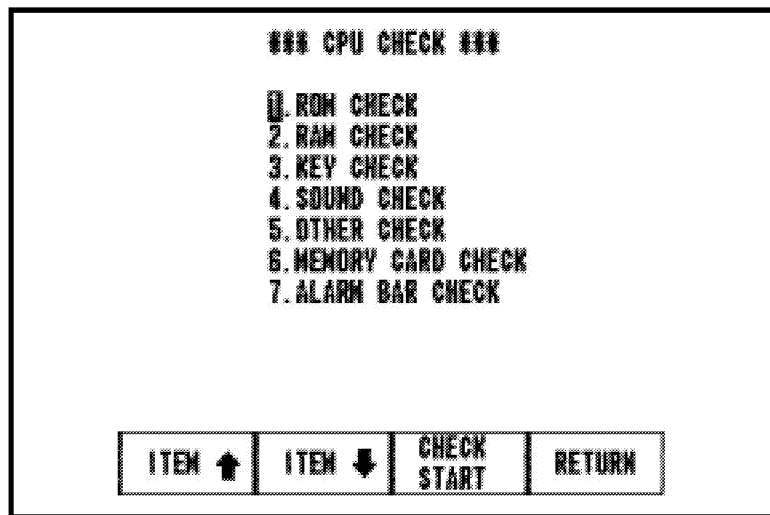 *** CPU CHECK ***
1.ROM CHECK
2.RAM CHECK
3.KEY CHECK
4.SOUND CHECK
5.OTHER CHECK
6.MEMORY CARD CHECK
7.ALARM BAR CHECK
ITEM ↑ ITEM ↓ CHECK START RETURN